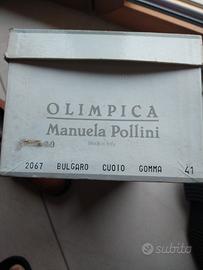 OLIMPICA
Manuela Pollini
Made in Italy
2067 BULGARO CUOIO GOMMA 41
subito